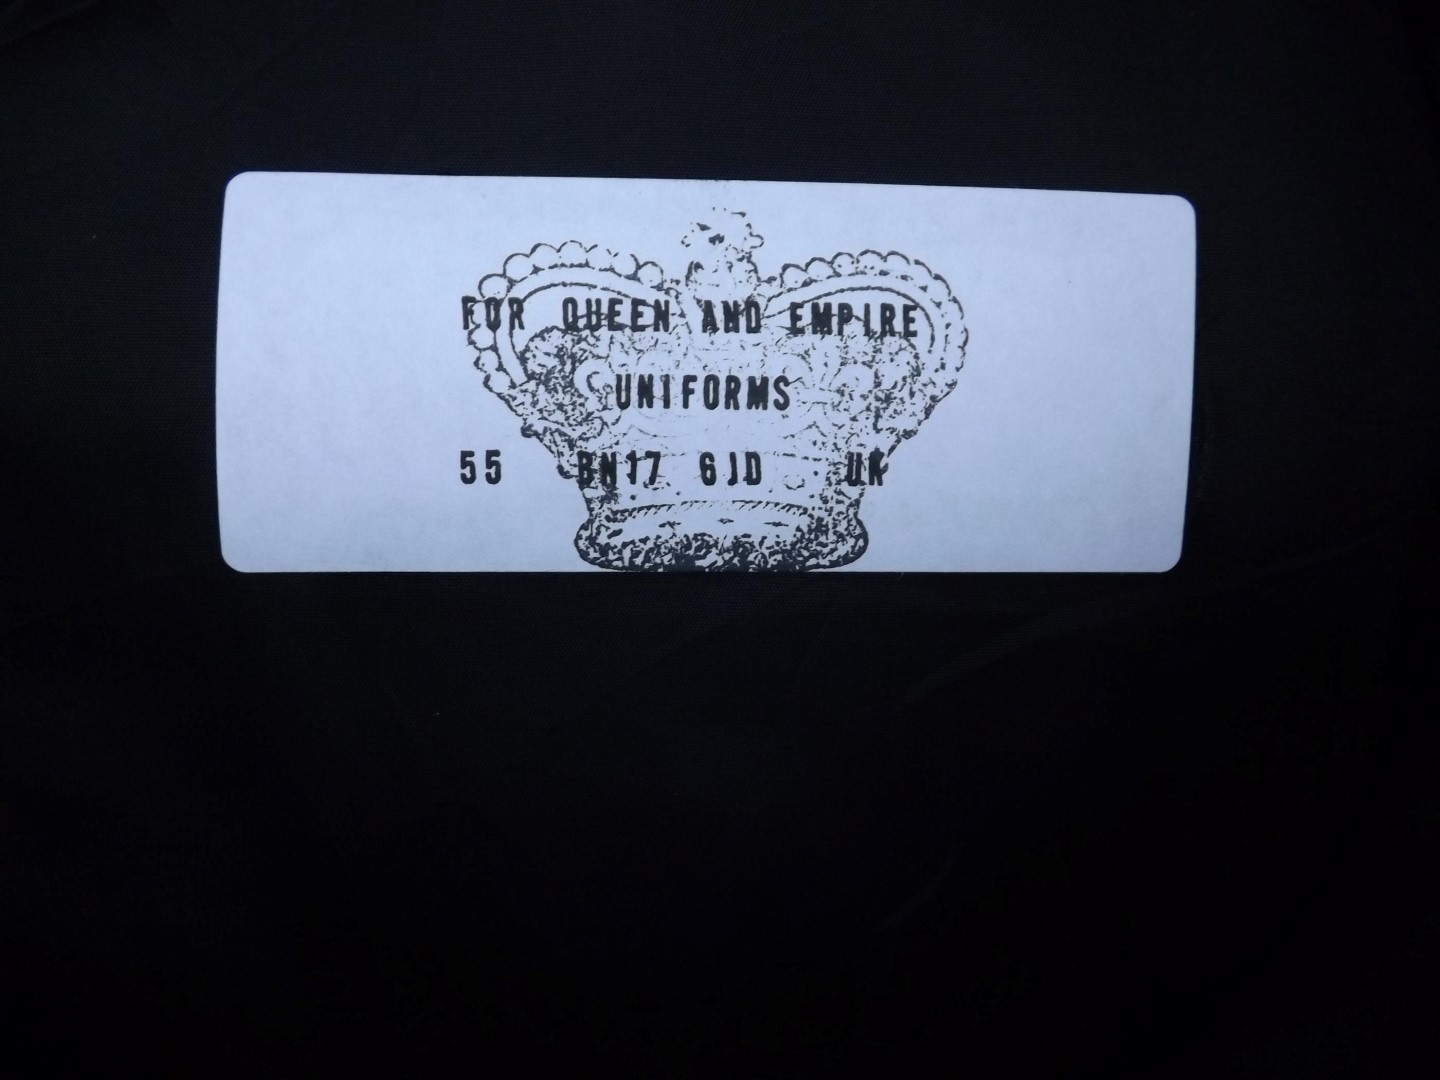 FOR QUEEN AND EMPIRE
UNIFORMS
55 BN17 6JD UK